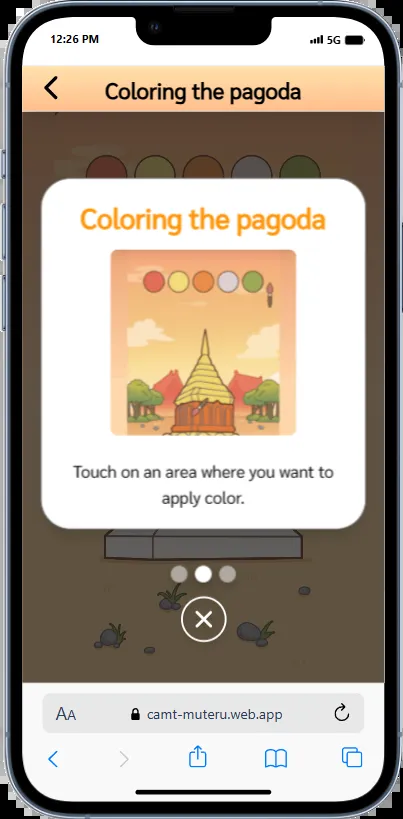 12:26 PM
5G
Coloring the pagoda
Coloring the pagoda
Touch on an area where you want to
apply color.
AA
camt-muteru.web.app